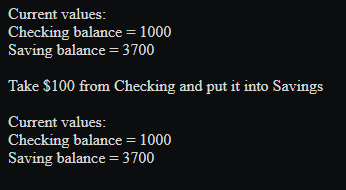 Current values:
Checking balance = 1000
Saving balance = 3700
Take $100 from Checking and put it into Savings
Current values:
Checking balance = 1000
Saving balance = 3700